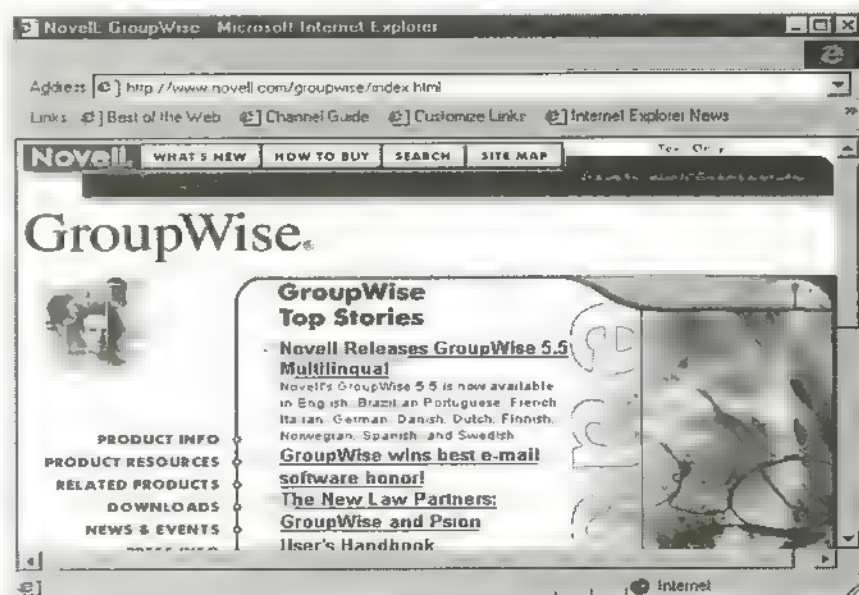 Novell: GroupWise - Microsoft Internet Explorer
Address http://www.novell.com/groupwise/index.html
Links Best of the Web Channel Guide Customize Links Internet Explorer News
Novell. WHAT'S NEW HOW TO BUY SEARCH SITE MAP
Text Only
GroupWise®
GroupWise
Top Stories
Novell Releases GroupWise 5.5
Multilingual
Novell's GroupWise 5.5 is now available
in English, Brazilian Portuguese, French
Italian, German, Danish, Dutch, Finnish,
Norwegian, Spanish, and Swedish
GroupWise wins best e-mail
software honor!
The New Law Partners:
GroupWise and Psion
User's Handbook
PRODUCT INFO
PRODUCT RESOURCES
RELATED PRODUCTS
DOWNLOADS
NEWS & EVENTS
Internet